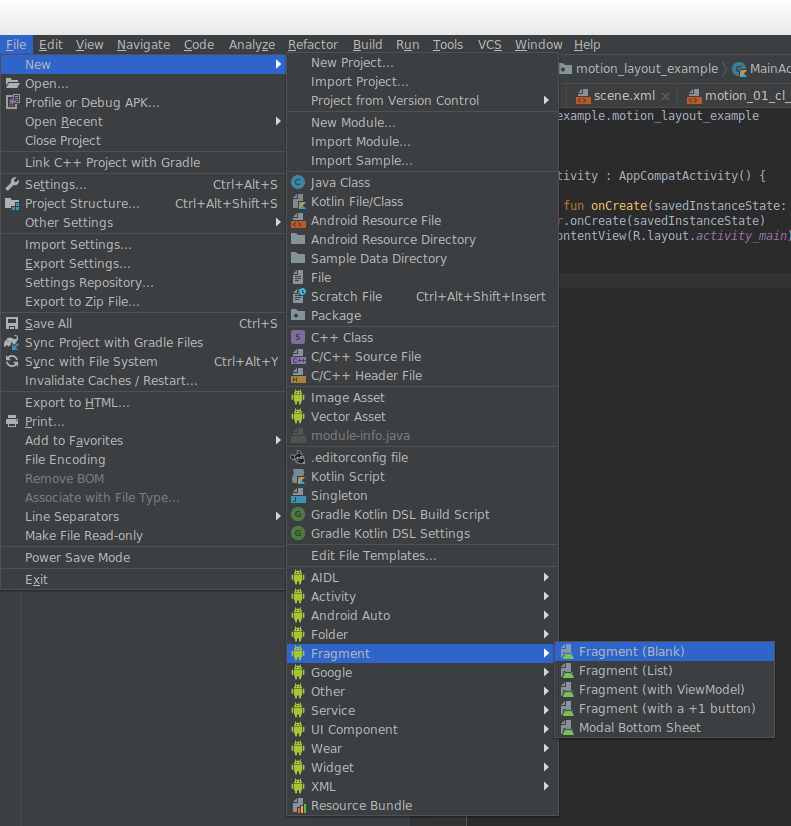 File Edit View Navigate Code Analyze Refactor Build Run Tools VCS Window Help
New
Open...
Profile or Debug APK...
Open Recent
Close Project
Link C++ Project with Gradle
Settings... Ctrl+Alt+S
Project Structure... Ctrl+Alt+Shift+S
Other Settings
Import Settings...
Export Settings...
Settings Repository...
Export to Zip File...
Save All Ctrl+S
Sync Project with Gradle Files
Sync with File System Ctrl+Alt+Y
Invalidate Caches / Restart...
Export to HTML...
Print...
Add to Favorites
File Encoding
Remove BOM
Associate with File Type...
Line Separators
Make File Read-only
Power Save Mode
Exit
New Project...
Import Project...
Project from Version Control
New Module...
Import Module...
Import Sample...
Java Class
Kotlin File/Class
Android Resource File
Android Resource Directory
Sample Data Directory
File
Scratch File Ctrl+Alt+Shift+Insert
Package
C++ Class
C/C++ Source File
C/C++ Header File
Image Asset
Vector Asset
module-info.java
.editorconfig file
Kotlin Script
Singleton
Gradle Kotlin DSL Build Script
Gradle Kotlin DSL Settings
Edit File Templates...
AIDL
Activity
Android Auto
Folder
Fragment
Google
Other
Service
UI Component
Wear
Widget
XML
Resource Bundle
Fragment (Blank)
Fragment (List)
Fragment (with ViewModel)
Fragment (with a +1 button)
Modal Bottom Sheet
motion_layout_example MainAc
scene.xml motion_01_cl_
example.motion_layout_example
tivity : AppCompatActivity() {
fun onCreate(savedInstanceState:
r.onCreate(savedInstanceState)
ontentView(R.layout.activity_main)